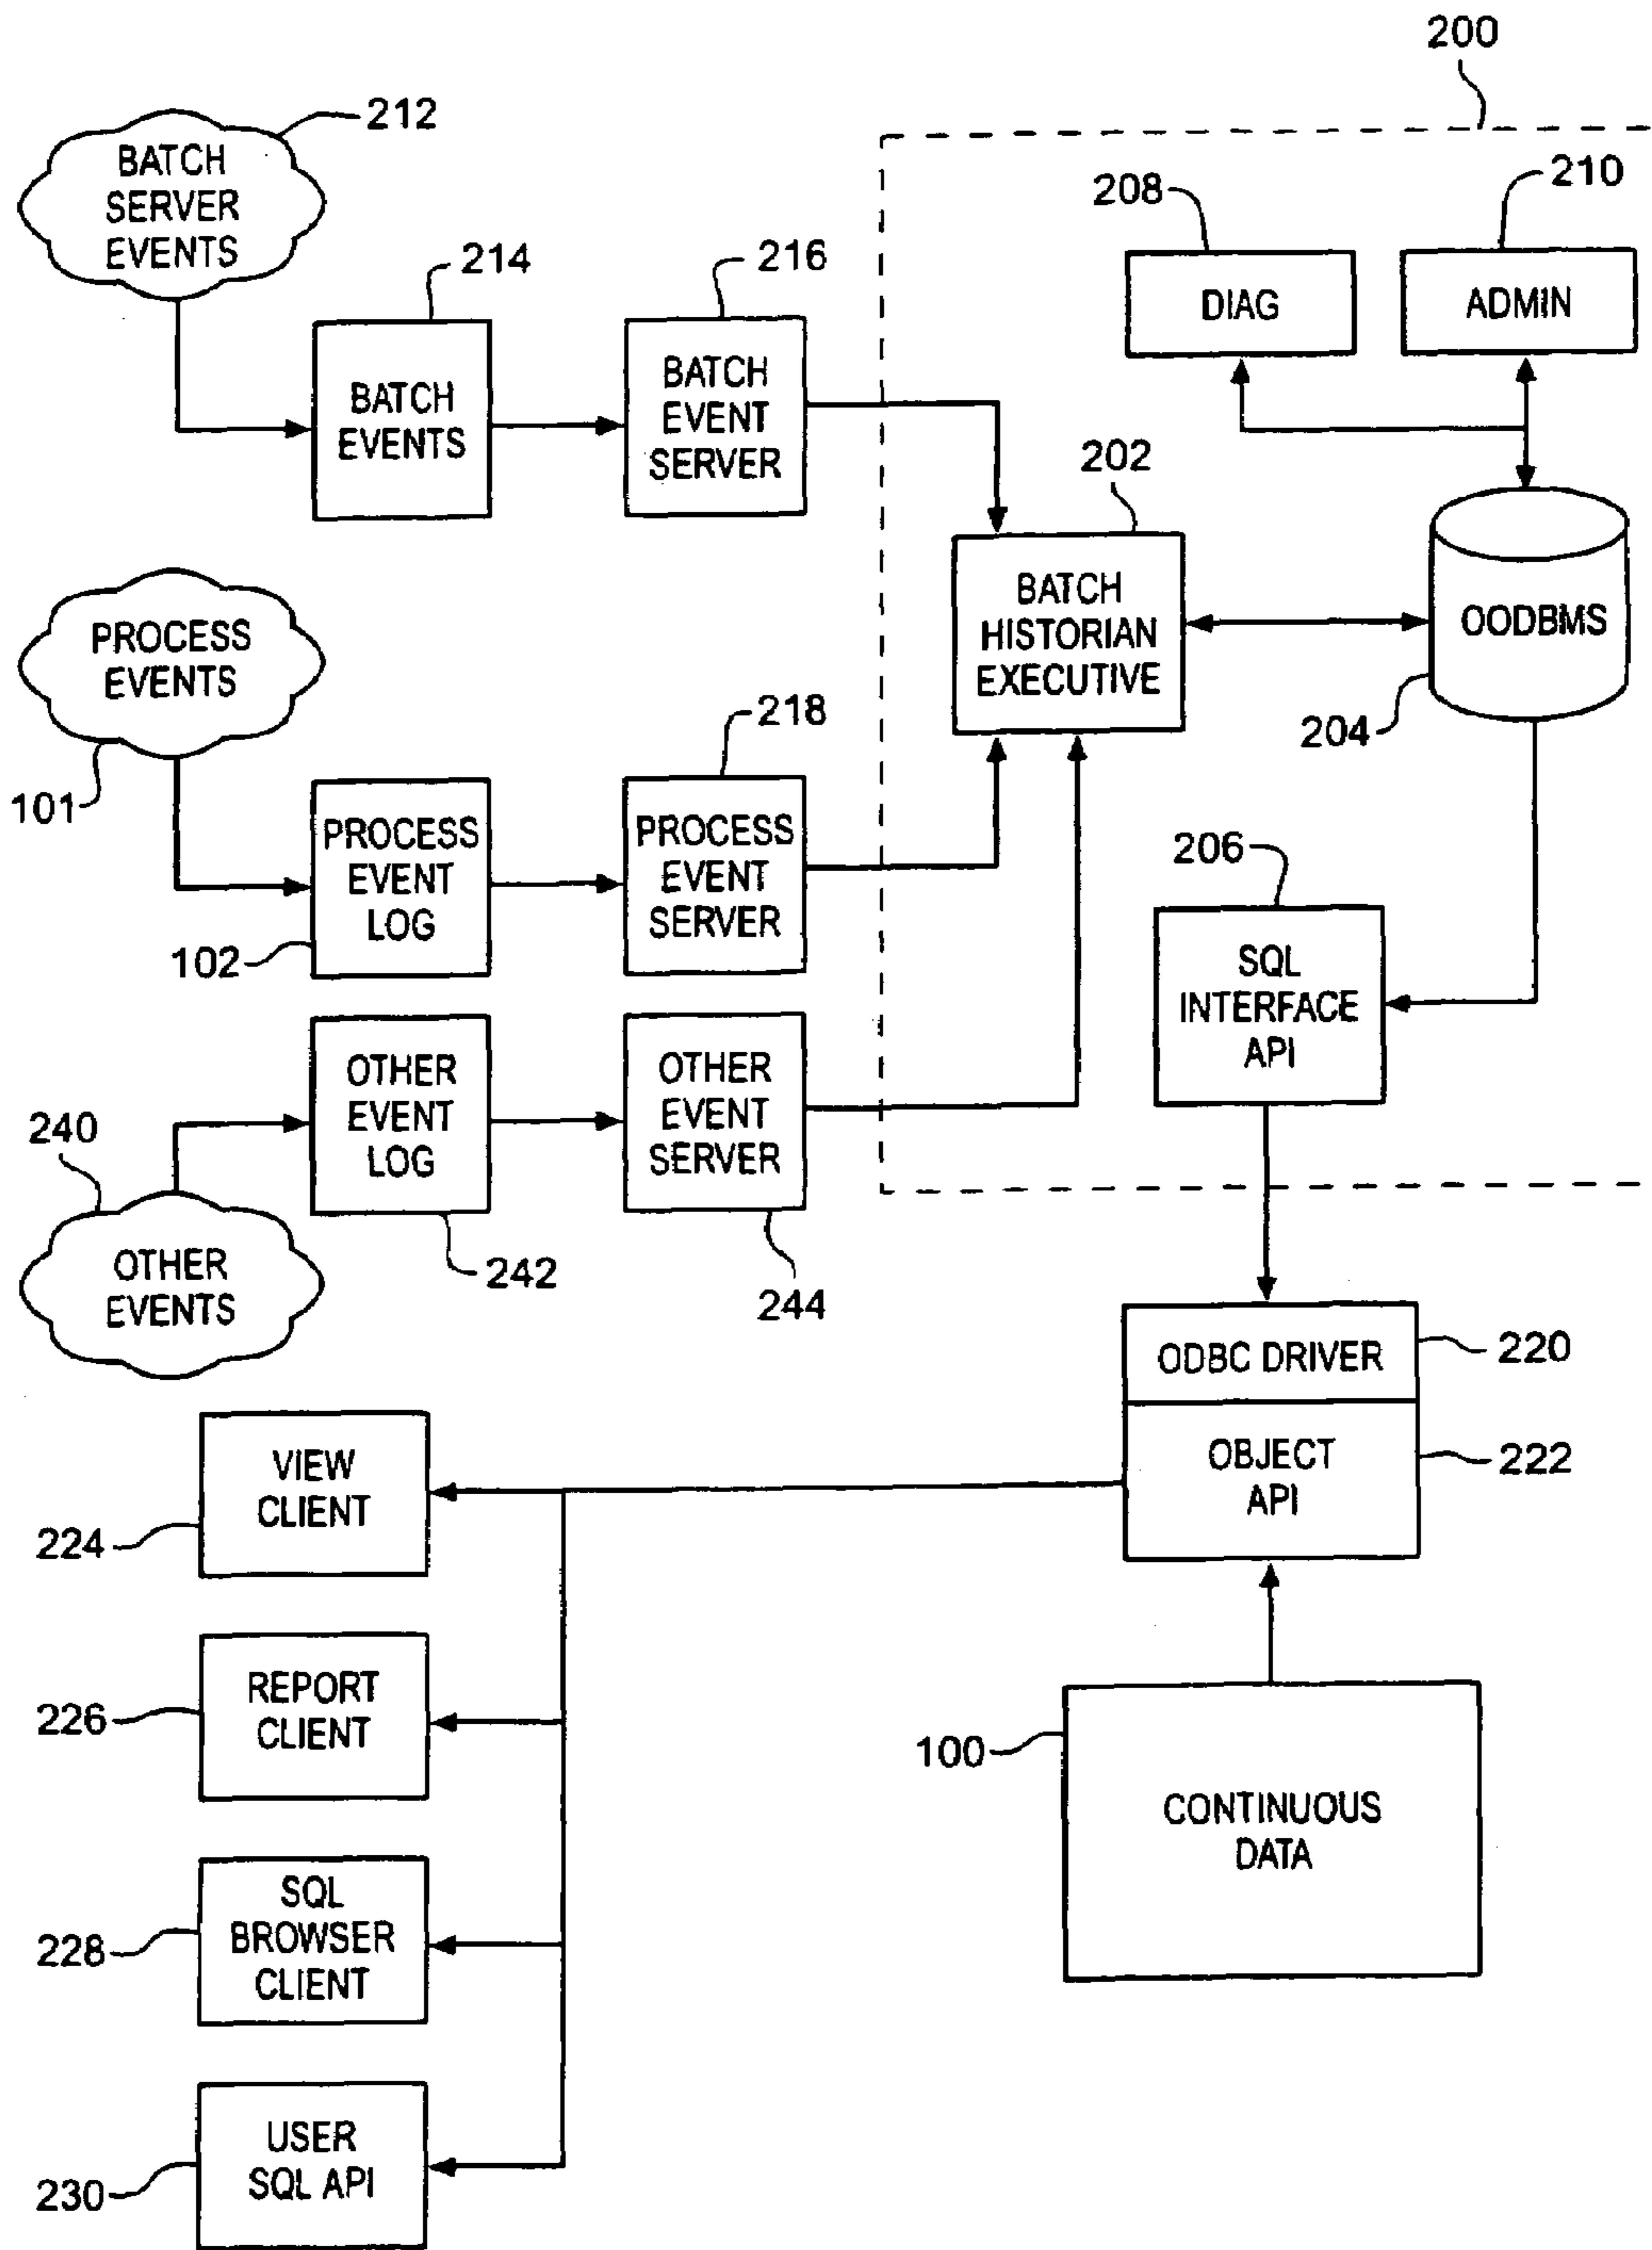 200
212
BATCH
SERVER
EVENTS
208
210
214
216
DIAG
ADMIN
BATCH
EVENTS
BATCH
EVENT
SERVER
202
BATCH
HISTORIAN
EXECUTIVE
OODBMS
204
PROCESS
EVENTS
101
218
PROCESS
EVENT
LOG
102
PROCESS
EVENT
SERVER
206
SQL
INTERFACE
API
240
OTHER
EVENTS
OTHER
EVENT
LOG
242
OTHER
EVENT
SERVER
244
ODBC DRIVER
220
OBJECT
API
222
VIEW
CLIENT
224
REPORT
CLIENT
226
100
CONTINUOUS
DATA
SQL
BROWSER
CLIENT
228
USER
SQL API
230